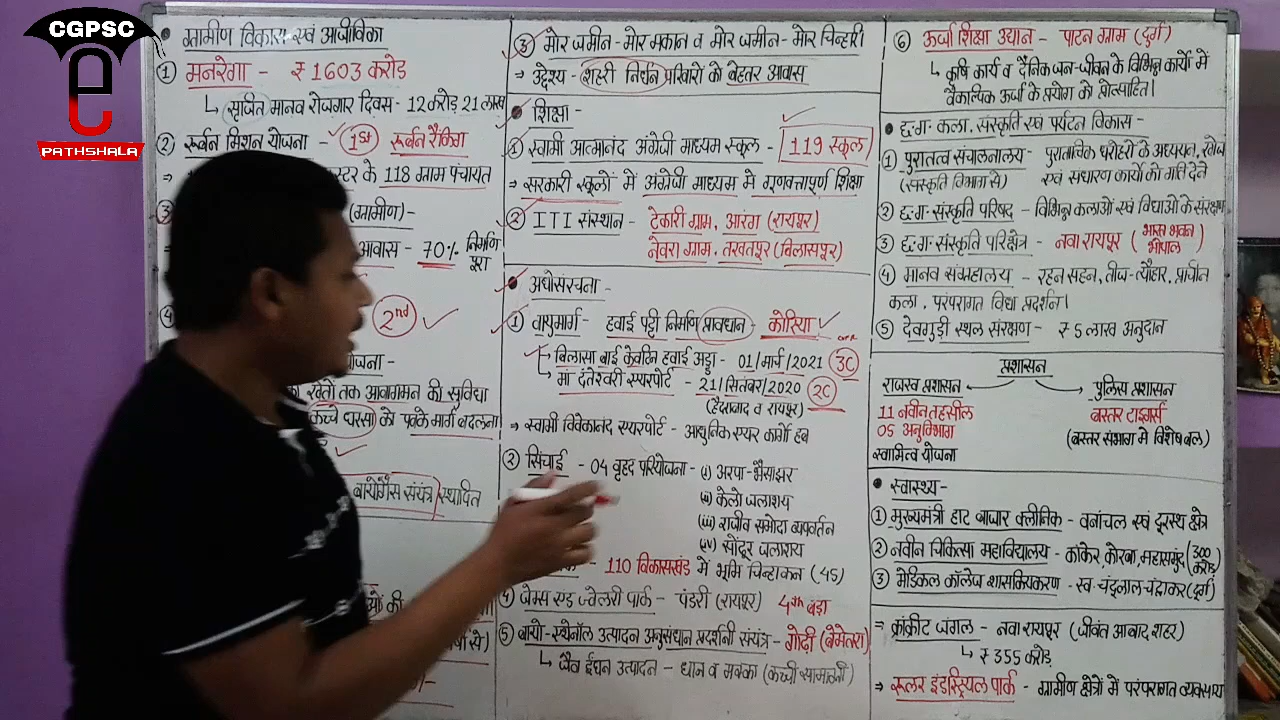 CGPSC
e
PATHSHALA
• ग्रामीण विकास एवं आजीविका
① मनरेगा - ₹ 1603 करोड़
↳ सृजित मानव रोजगार दिवस - 12 करोड़ 21 लाख
② रूर्बन मिशन योजना - 1st रूर्बन रैंकिंग
स्टर के 118 ग्राम पंचायत
③ (ग्रामीण)-
आवास - 70% निर्माण पूरा
④ 2nd
योजना -
खेतों तक आवागमन की सुविधा
कच्चे धरसा को पक्के मार्ग बदलना
बायोगैस संयंत्र स्थापित
③ मोर जमीन - मोर मकान व मोर जमीन - मोर चिन्हारी
→ उद्देश्य - शहरी निर्धन परिवारों को बेहतर आवास
• शिक्षा -
① स्वामी आत्मानंद अंग्रेजी माध्यम स्कूल - 119 स्कूल
→ सरकारी स्कूलों में अंग्रेजी माध्यम में गुणवत्तापूर्ण शिक्षा
② ITI संस्थान - टेकारी ग्राम, आरंग (रायपूर)
नेवरा ग्राम, तखतपूर (बिलासपूर)
• अधोसंरचना -
① वायुमार्ग - हवाई पट्टी निर्माण प्रावधान - कोरिया
↳ बिलासा बाई केवटिन हवाई अड्डा - 01/मार्च/2021 3C
↳ मां दंतेश्वरी एयरपोर्ट - 21/सितंबर/2020 2C
(हैदराबाद व रायपूर)
→ स्वामी विवेकानंद एयरपोर्ट - आधुनिक एयर कार्गो हब
② सिंचाई - 04 वृहद परियोजना - (i) अरपा-भैंसाझर
(ii) केलो जलाशय
(iii) राजीव समोदा व्यपवर्तन
(iv) सोंढूर जलाशय
- 110 विकासखंड में भूमि चिन्हांकन (.45)
④ जेम्स एण्ड ज्वेलरी पार्क - पंडरी (रायपूर) 4th बड़ा
⑤ बायो-एथेनॉल उत्पादन अनुसंधान प्रदर्शनी संयंत्र - गोढ़ी (बेमेतरा)
↳ जैव ईंधन उत्पादन - धान व मक्का (कच्ची सामाग्री)
⑥ ऊर्जा शिक्षा उद्यान - पाटन ग्राम (दुर्ग)
↳ कृषि कार्य व दैनिक जन-जीवन के विभिन्न कार्यो में
वैकल्पिक ऊर्जा के प्रयोग को प्रोत्साहित।
• छ.ग. कला, संस्कृति एवं पर्यटन विकास -
① पुरातत्व संचालनालय - पुरातात्विक धरोहरों के अध्ययन, खोज
(संस्कृति विभाग से) एवं सधारण कार्यो को गति देने
② छ.ग. संस्कृति परिषद - विभिन्न कलाओं एवं विधाओं के संरक्षण
③ छ.ग. संस्कृति परिक्षेत्र - नवा रायपूर (भारत भवन भोपाल)
④ मानव संग्रहालय - रहन सहन, तीज-त्यौहार, प्राचीन
कला, परंपरागत विधा प्रदर्शनि।
⑤ देवगुड़ी स्थल संरक्षण - ₹ 5 लाख अनुदान
प्रशासन
राजस्व प्रशासन
पुलिस प्रशासन
11 नवीन तहसील
बस्तर टाइगर्स
05 अनुविभाग
(बस्तर संभाग में विशेष बल)
स्वामित्व योजना
• स्वास्थ्य -
① मुख्यमंत्री हाट बाजार क्लीनिक - वनांचल एवं दूरस्थ क्षेत्र
② नवीन चिकित्सा महाविद्यालय - कांकेर, कोरबा, महासमुंद (300 करोड़)
③ मेडिकल कॉलेज शासकियकरण - स्व. चंदूलाल चंद्राकर (दुर्ग)
→ कांक्रीट जंगल - नवा रायपूर (जीवंत आबाद शहर)
↳ ₹ 355 करोड़
→ रूलर इंडस्ट्रियल पार्क - ग्रामीण क्षेत्रों में परंपरागत व्यवसाय